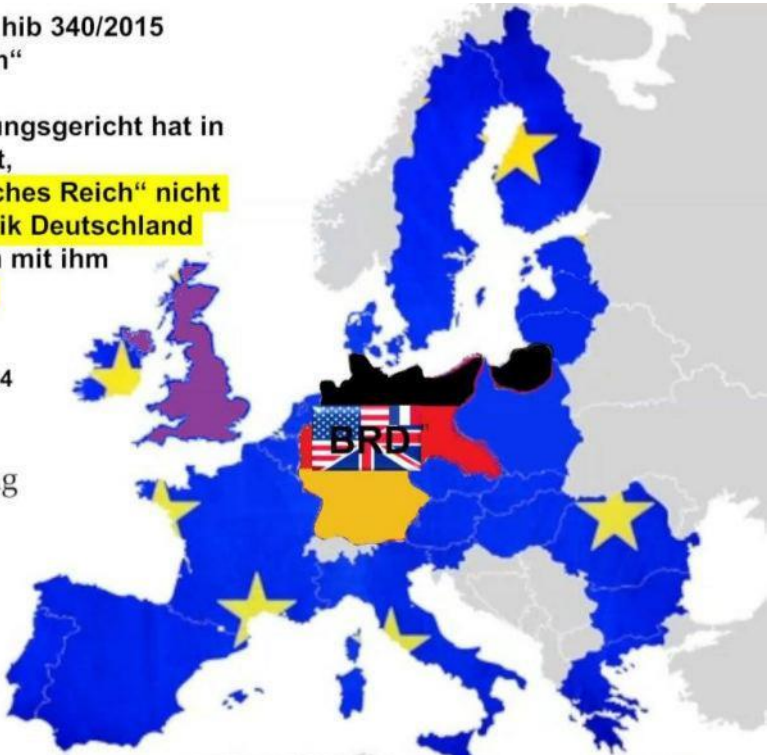 hib 340/2015
n“
ungsgericht hat in
t,
ches Reich“ nicht
ik Deutschland
n mit ihm
4
g
BRD